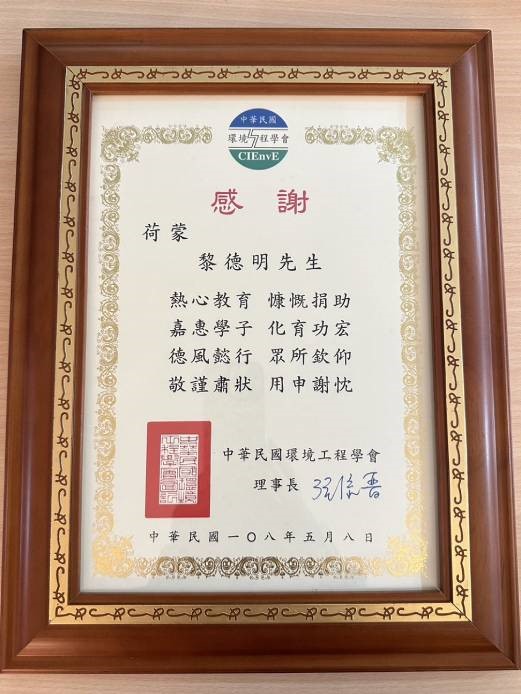 中華民國
環境工程學會
CIEnvE
感謝
荷蒙
黎德明先生
熱心教育 慷慨捐助
嘉惠學子 化育功宏
德風懿行 眾所欽仰
敬謹肅狀 用申謝忱
中華民國環境工程學會
理事長
中華民國一〇八年五月八日